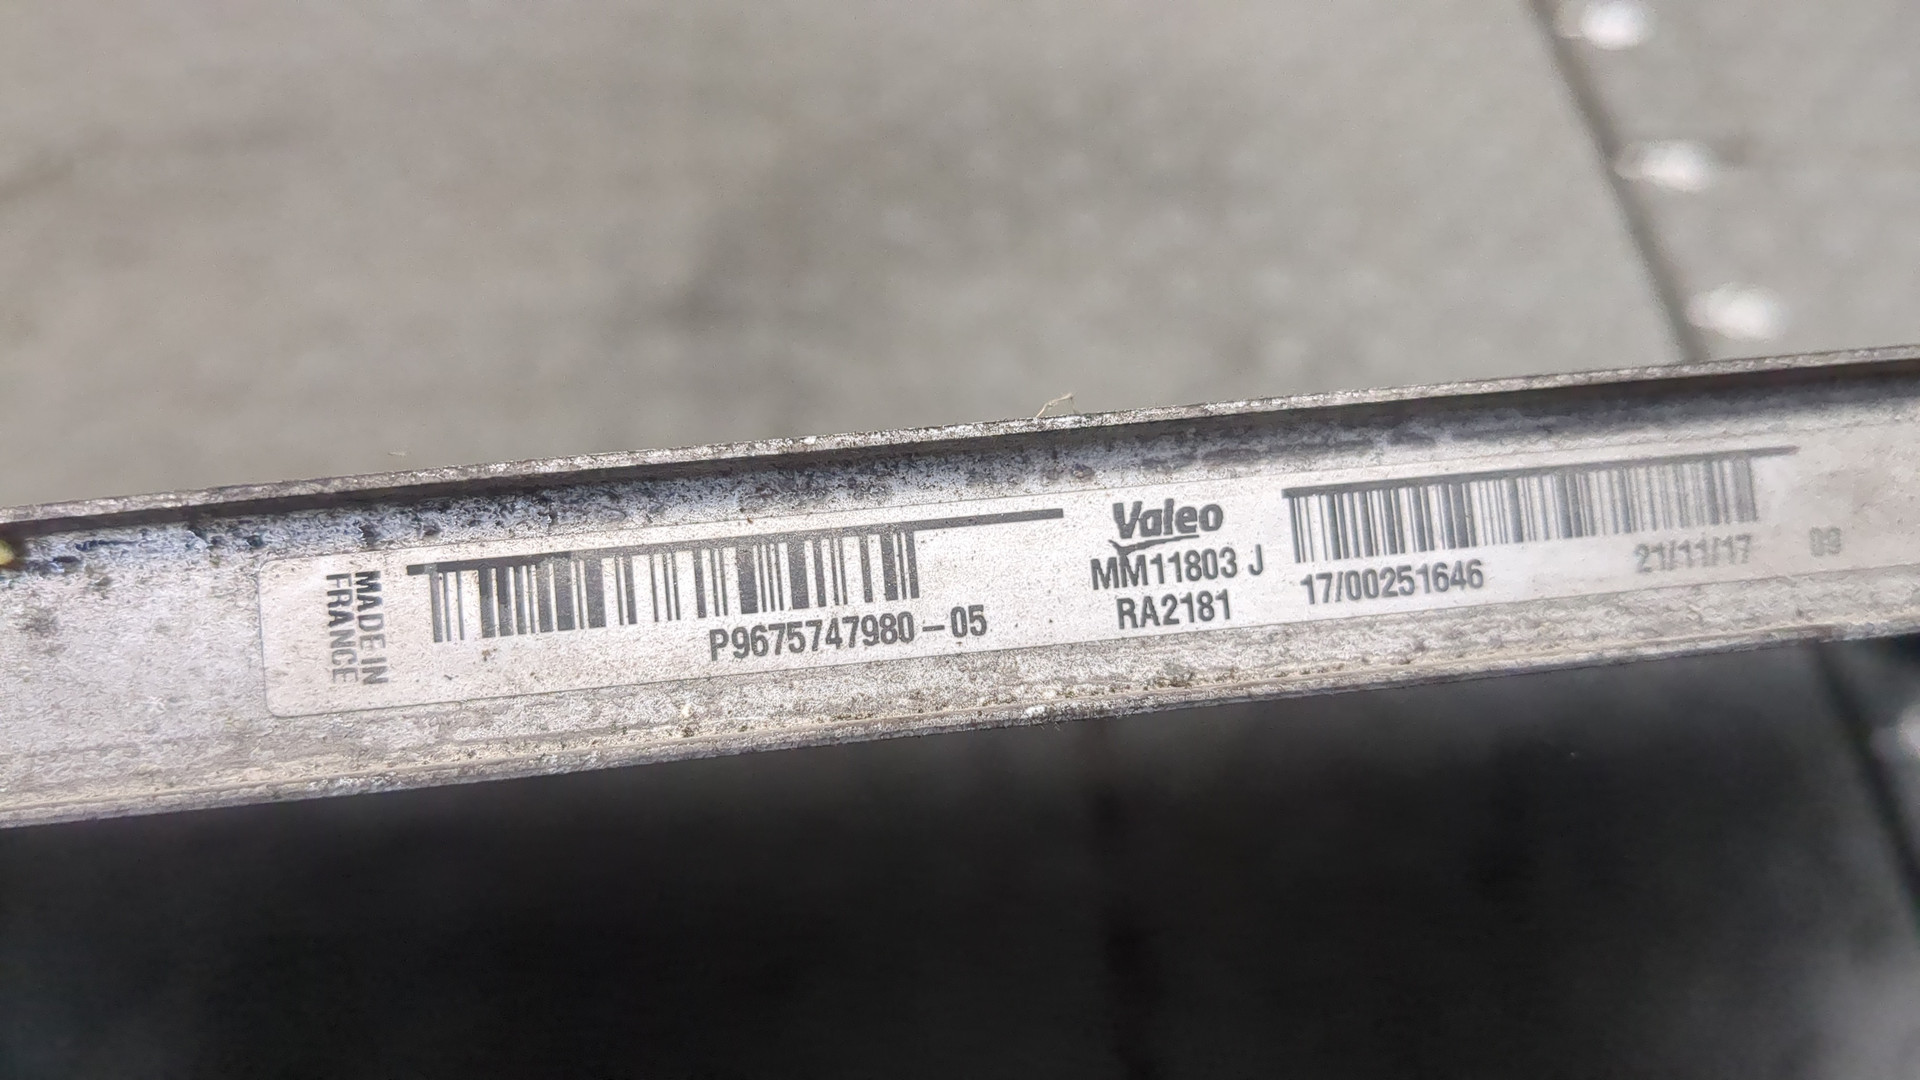 MADE IN
FRANCE
P9675747980-05
Valeo
MM11803 J
RA2181
17/00251646
21/11/17